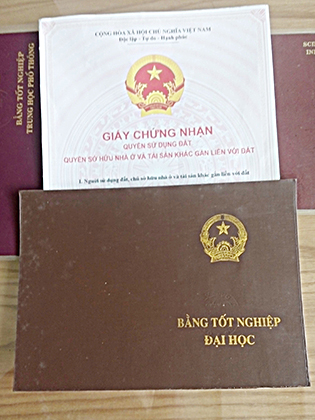 CỘNG HÒA XÃ HỘI CHỦ NGHĨA VIỆT NAM
Độc lập - Tự do - Hạnh phúc
GIẤY CHỨNG NHẬN
QUYỀN SỬ DỤNG ĐẤT
QUYỀN SỞ HỮU NHÀ Ở VÀ TÀI SẢN KHÁC GẮN LIỀN VỚI ĐẤT
I. Người sử dụng đất, chủ sở hữu nhà ở và tài sản khác gắn liền với đất
BẰNG TỐT NGHIỆP
TRUNG HỌC PHỔ THÔNG
BẰNG TỐT NGHIỆP
ĐẠI HỌC